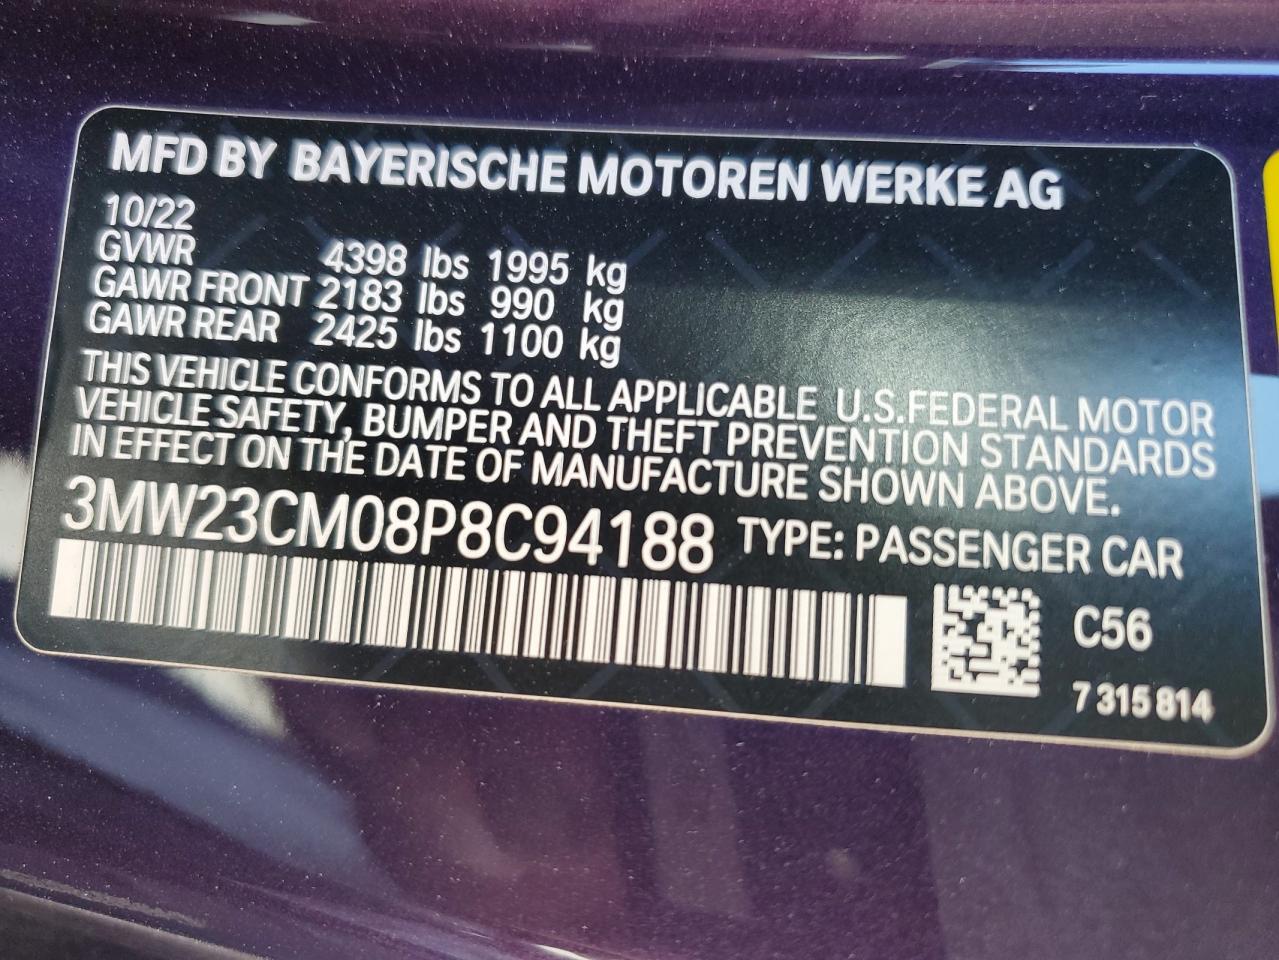 MFD BY BAYERISCHE MOTOREN WERKE AG
10/22
GVWR 4398 lbs 1995 kg
GAWR FRONT 2183 lbs 990 kg
GAWR REAR 2425 lbs 1100 kg
THIS VEHICLE CONFORMS TO ALL APPLICABLE U.S.FEDERAL MOTOR
VEHICLE SAFETY, BUMPER AND THEFT PREVENTION STANDARDS
IN EFFECT ON THE DATE OF MANUFACTURE SHOWN ABOVE.
3MW23CM08P8C94188 TYPE: PASSENGER CAR
C56
7 315 814